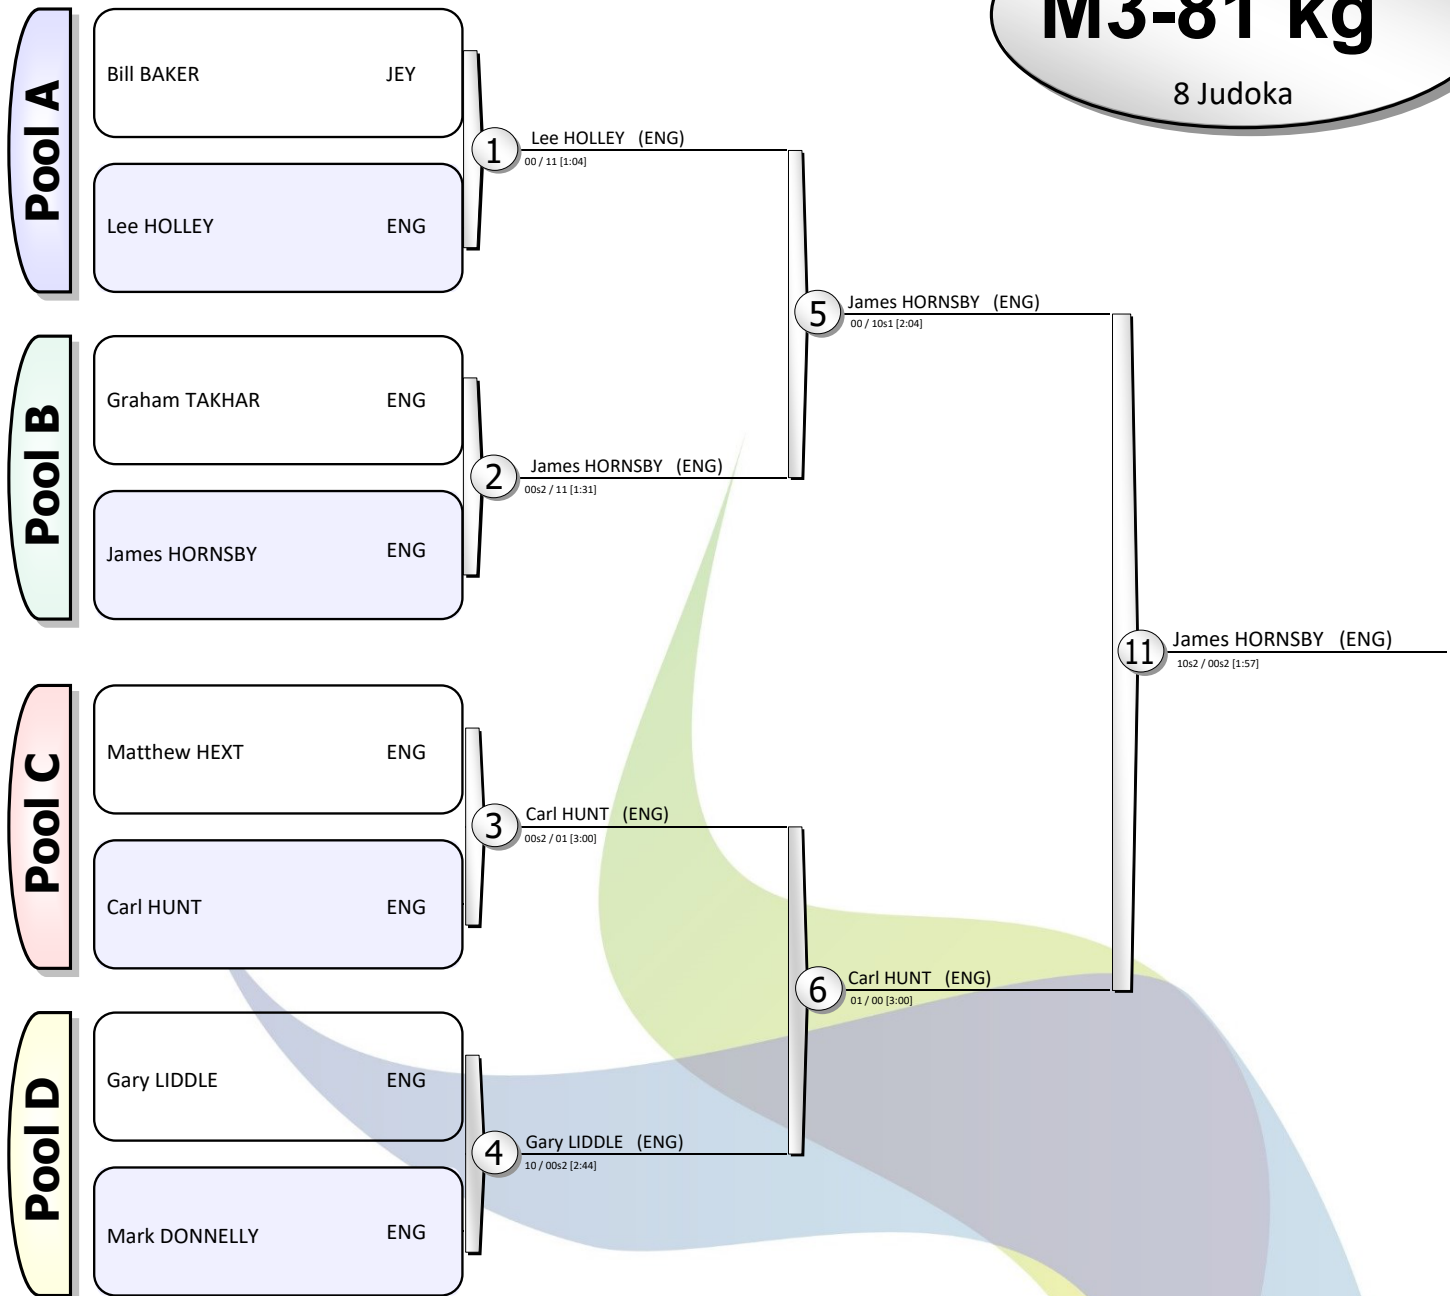 M3-81 kg
8 Judoka
Pool A
Bill BAKER JEY
Lee HOLLEY ENG
1
Lee HOLLEY (ENG)
00 / 11 [1:04]
Pool B
Graham TAKHAR ENG
James HORNSBY ENG
2
James HORNSBY (ENG)
00s2 / 11 [1:31]
5
James HORNSBY (ENG)
00 / 10s1 [2:04]
Pool C
Matthew HEXT ENG
Carl HUNT ENG
3
Carl HUNT (ENG)
00s2 / 01 [3:00]
Pool D
Gary LIDDLE ENG
Mark DONNELLY ENG
4
Gary LIDDLE (ENG)
10 / 00s2 [2:44]
6
Carl HUNT (ENG)
01 / 00 [3:00]
11
James HORNSBY (ENG)
10s2 / 00s2 [1:57]